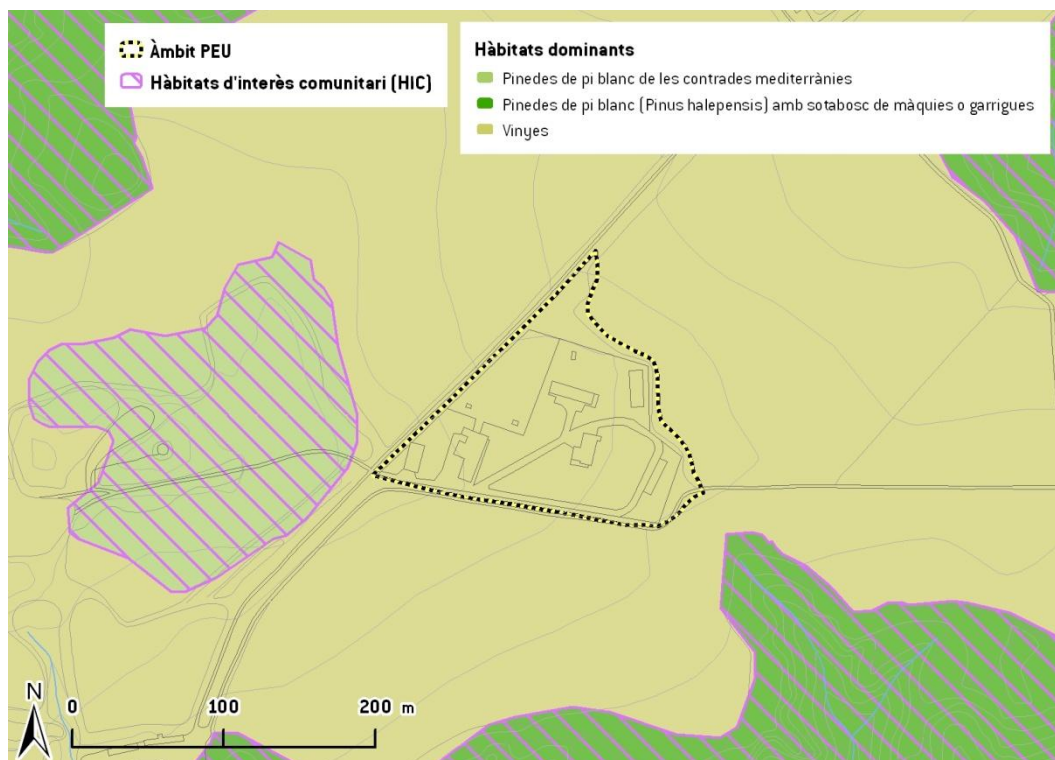 Àmbit PEU
Hàbitats d'interès comunitari (HIC)
Hàbitats dominants
Pinedes de pi blanc de les contrades mediterrànies
Pinedes de pi blanc (Pinus halepensis) amb sotabosc de màquies o garrigues
Vinyes
N
0 100 200 m